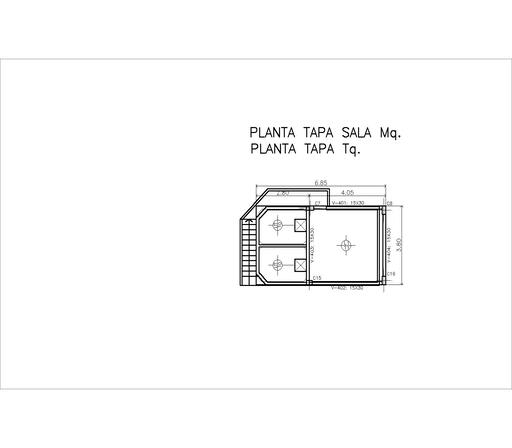 PLANTA TAPA SALA Mq.
PLANTA TAPA Tq.
6.85
2.80 4.05
C7 V-401: 15X30 C8
V-403: 15X30
V-404: 15X30
3.80
C15 C16
V-402: 15X30